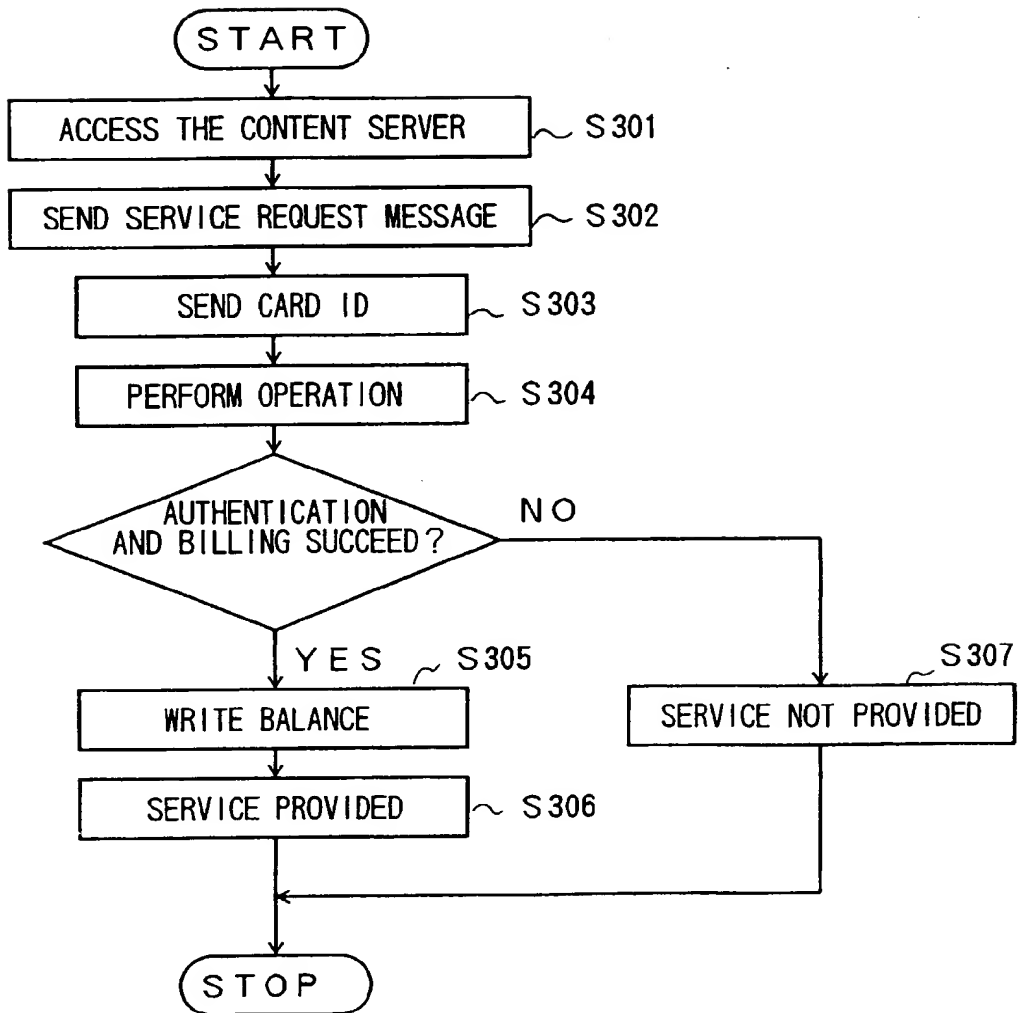 START
ACCESS THE CONTENT SERVER
S301
SEND SERVICE REQUEST MESSAGE
S302
SEND CARD ID
S303
PERFORM OPERATION
S304
AUTHENTICATION
AND BILLING SUCCEED?
NO
YES
S305
WRITE BALANCE
S307
SERVICE NOT PROVIDED
SERVICE PROVIDED
S306
STOP